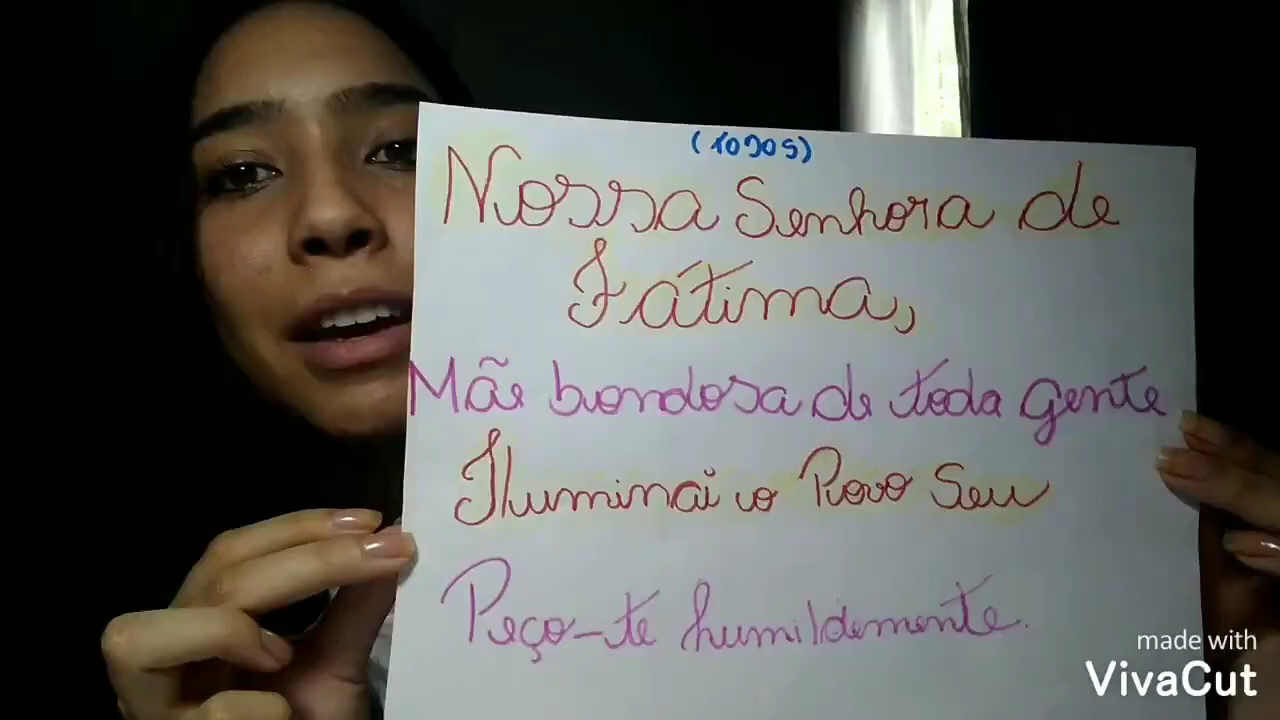 (TODOS)
Nossa Senhora de
Fátima,
Mãe bondosa de toda gente
Iluminai o Povo Seu
Peço-te humildemente.
made with
VivaCut